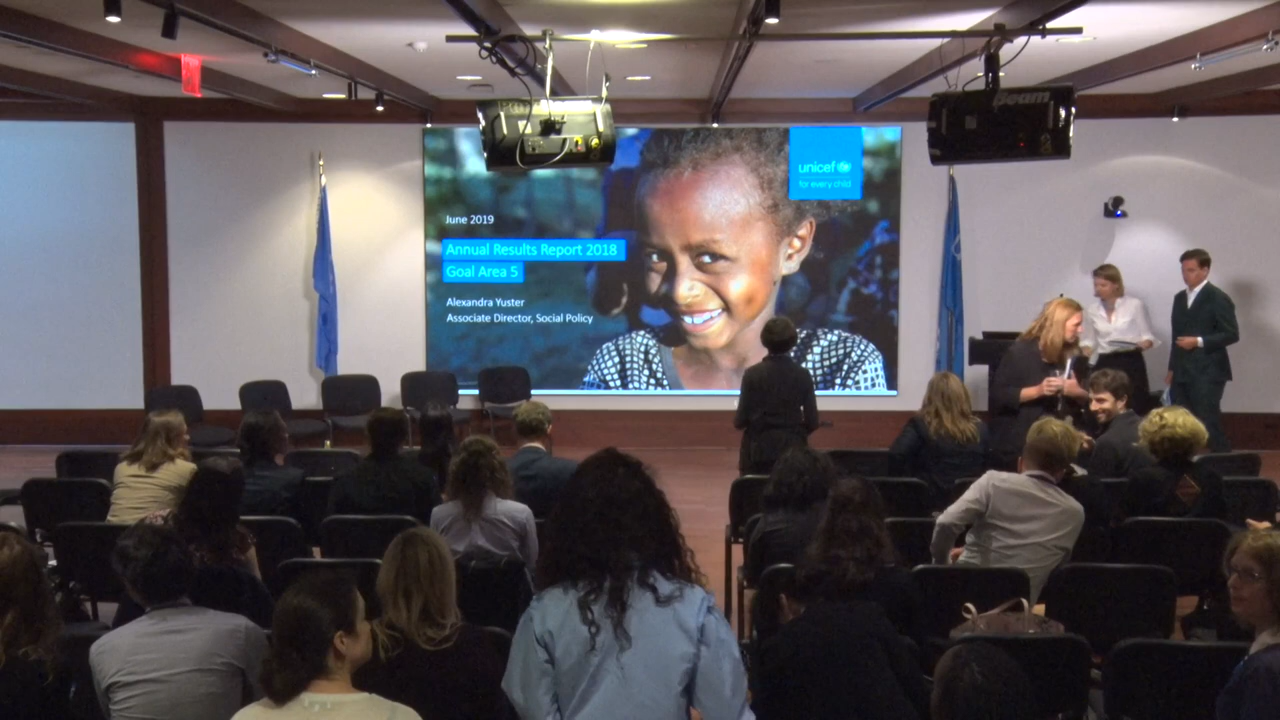 Beam
unicef
for every child
June 2019
Annual Results Report 2018
Goal Area 5
Alexandra Yuster
Associate Director, Social Policy